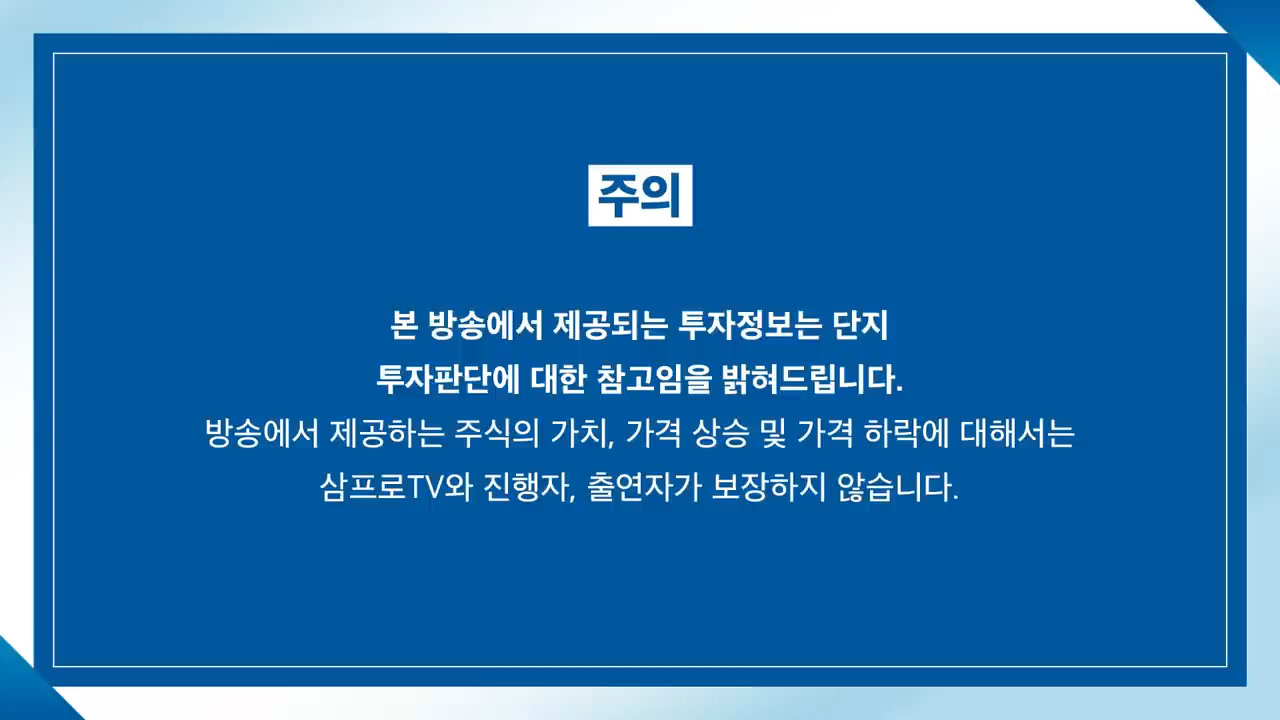 주의
본 방송에서 제공되는 투자정보는 단지
투자판단에 대한 참고임을 밝혀드립니다.
방송에서 제공하는 주식의 가치, 가격 상승 및 가격 하락에 대해서는
삼프로TV와 진행자, 출연자가 보장하지 않습니다.